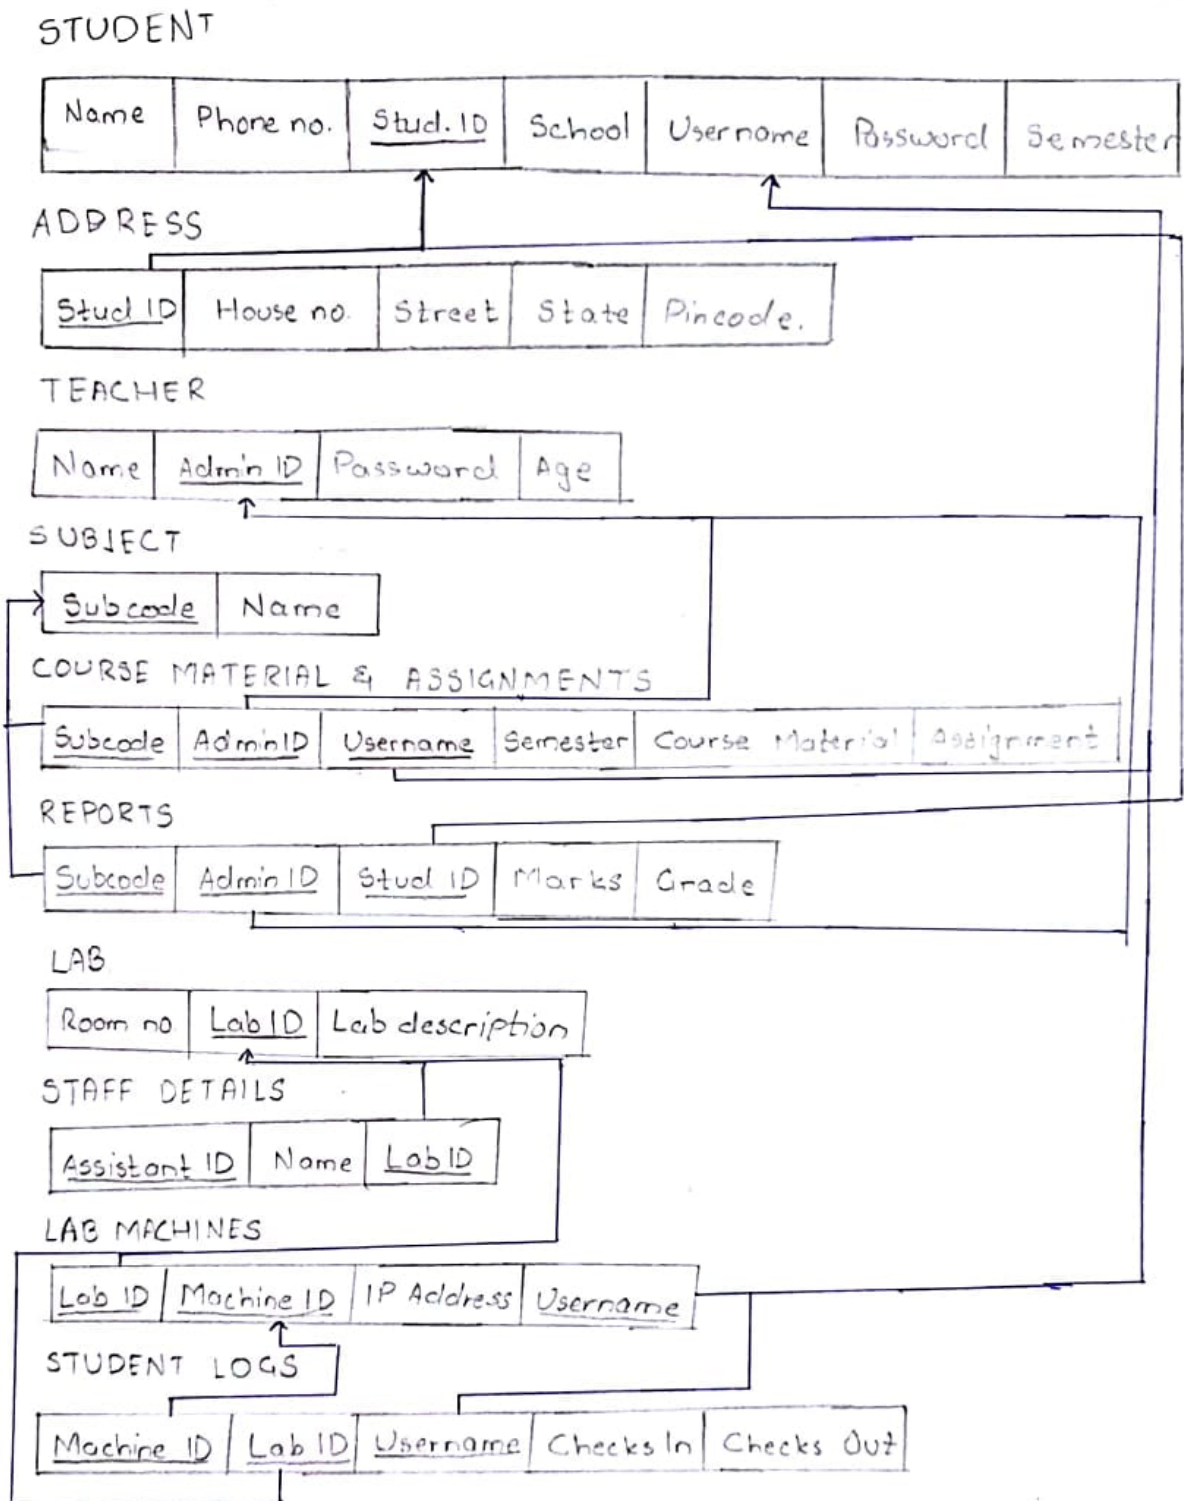 STUDENT
Name Phone no. Stud. ID School Username Password Semester
ADDRESS
Stud ID House no. Street State Pincode.
TEACHER
Name Admin ID Password Age
SUBJECT
Subcode Name
COURSE MATERIAL & ASSIGNMENTS
Subcode Admin ID Username Semester Course Material Assignment
REPORTS
Subcode Admin ID Stud ID Marks Grade
LAB
Room no Lab ID Lab description
STAFF DETAILS
Assistant ID Name Lab ID
LAB MACHINES
Lab ID Machine ID IP Address Username
STUDENT LOGS
Machine ID Lab ID Username Checks In Checks Out